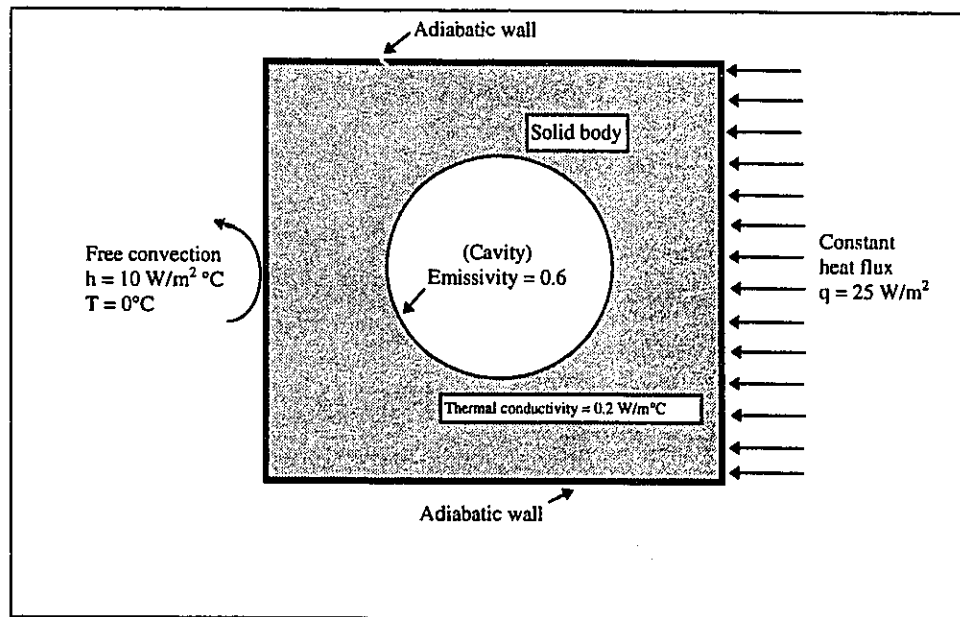 Adiabatic wall
Solid body
(Cavity)
Emissivity = 0.6
Free convection
h = 10 W/m² °C
T = 0°C
Constant
heat flux
q = 25 W/m²
Thermal conductivity = 0.2 W/m°C
Adiabatic wall